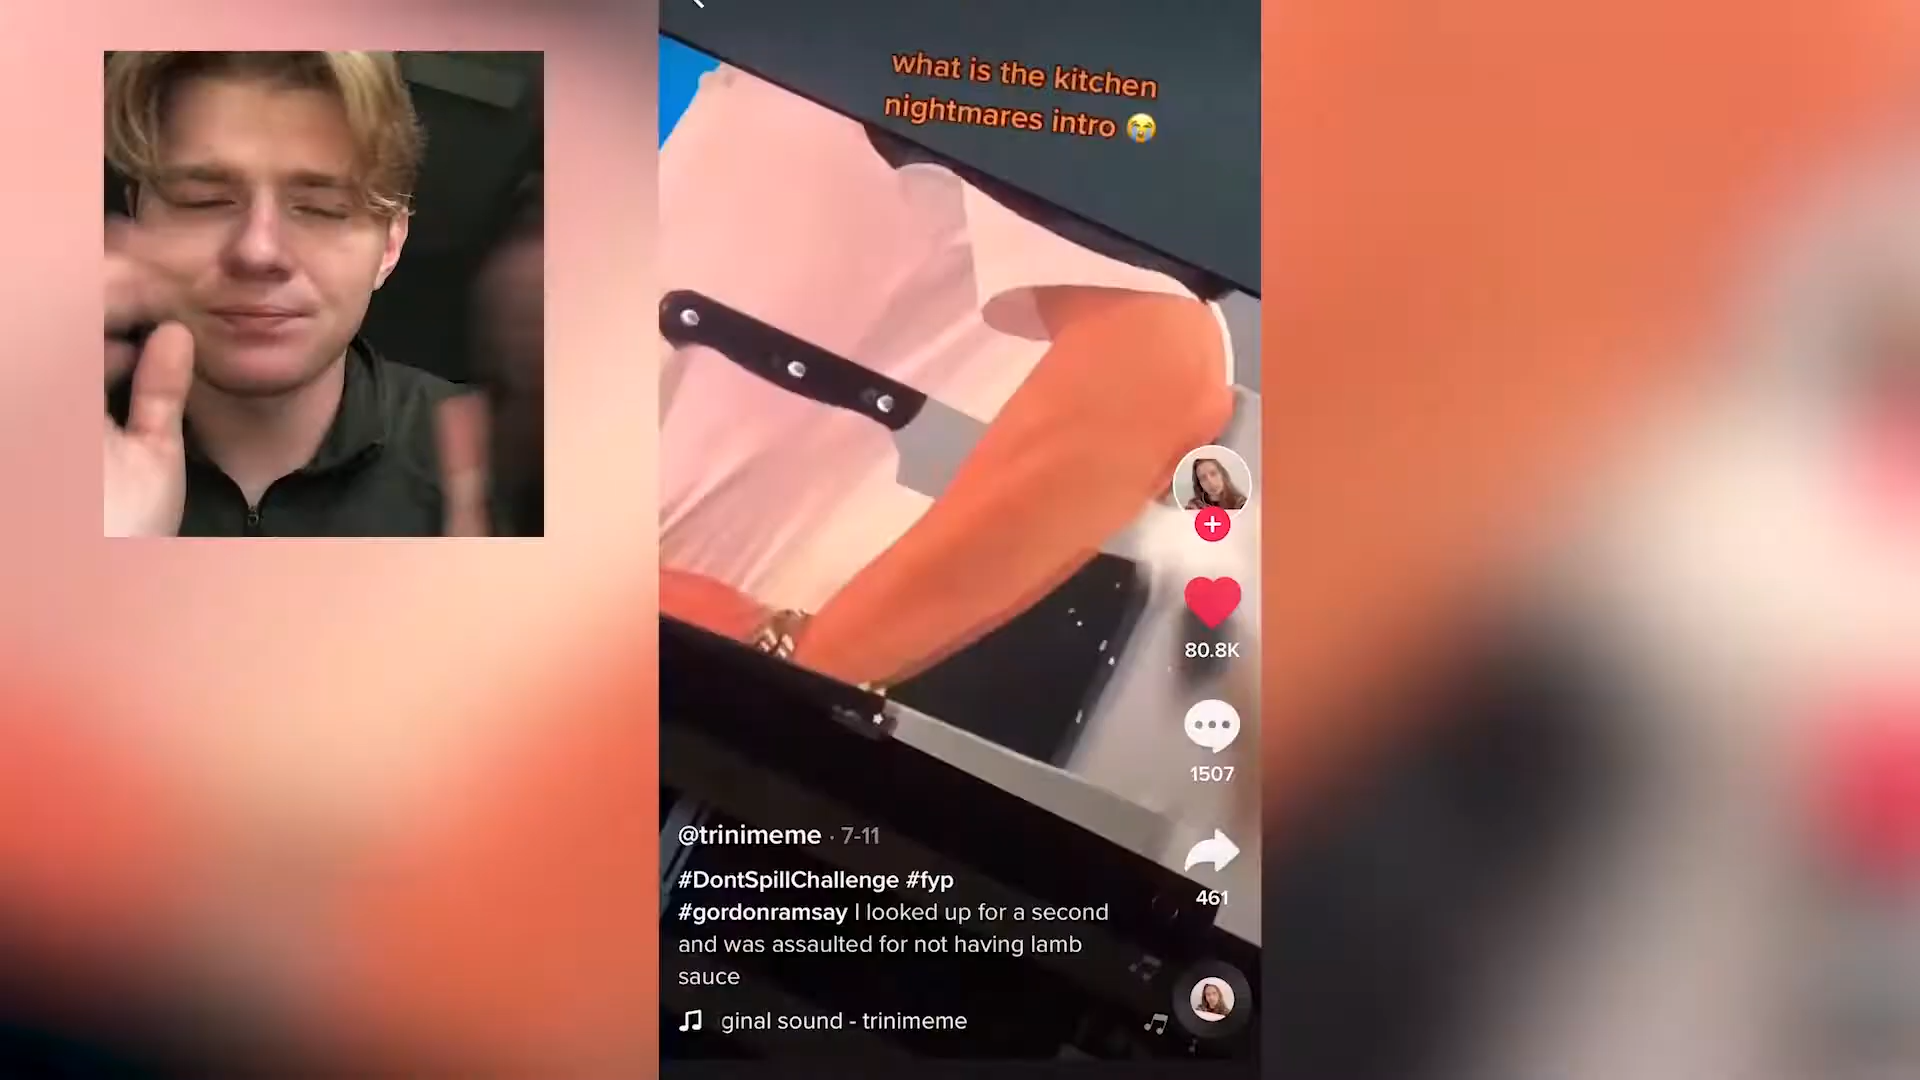 what is the kitchen
nightmares intro 😭
80.8K
1507
461
@trinimeme · 7-11
#DontSpillChallenge #fyp
#gordonramsay I looked up for a second
and was assaulted for not having lamb
sauce
ginal sound - trinimeme